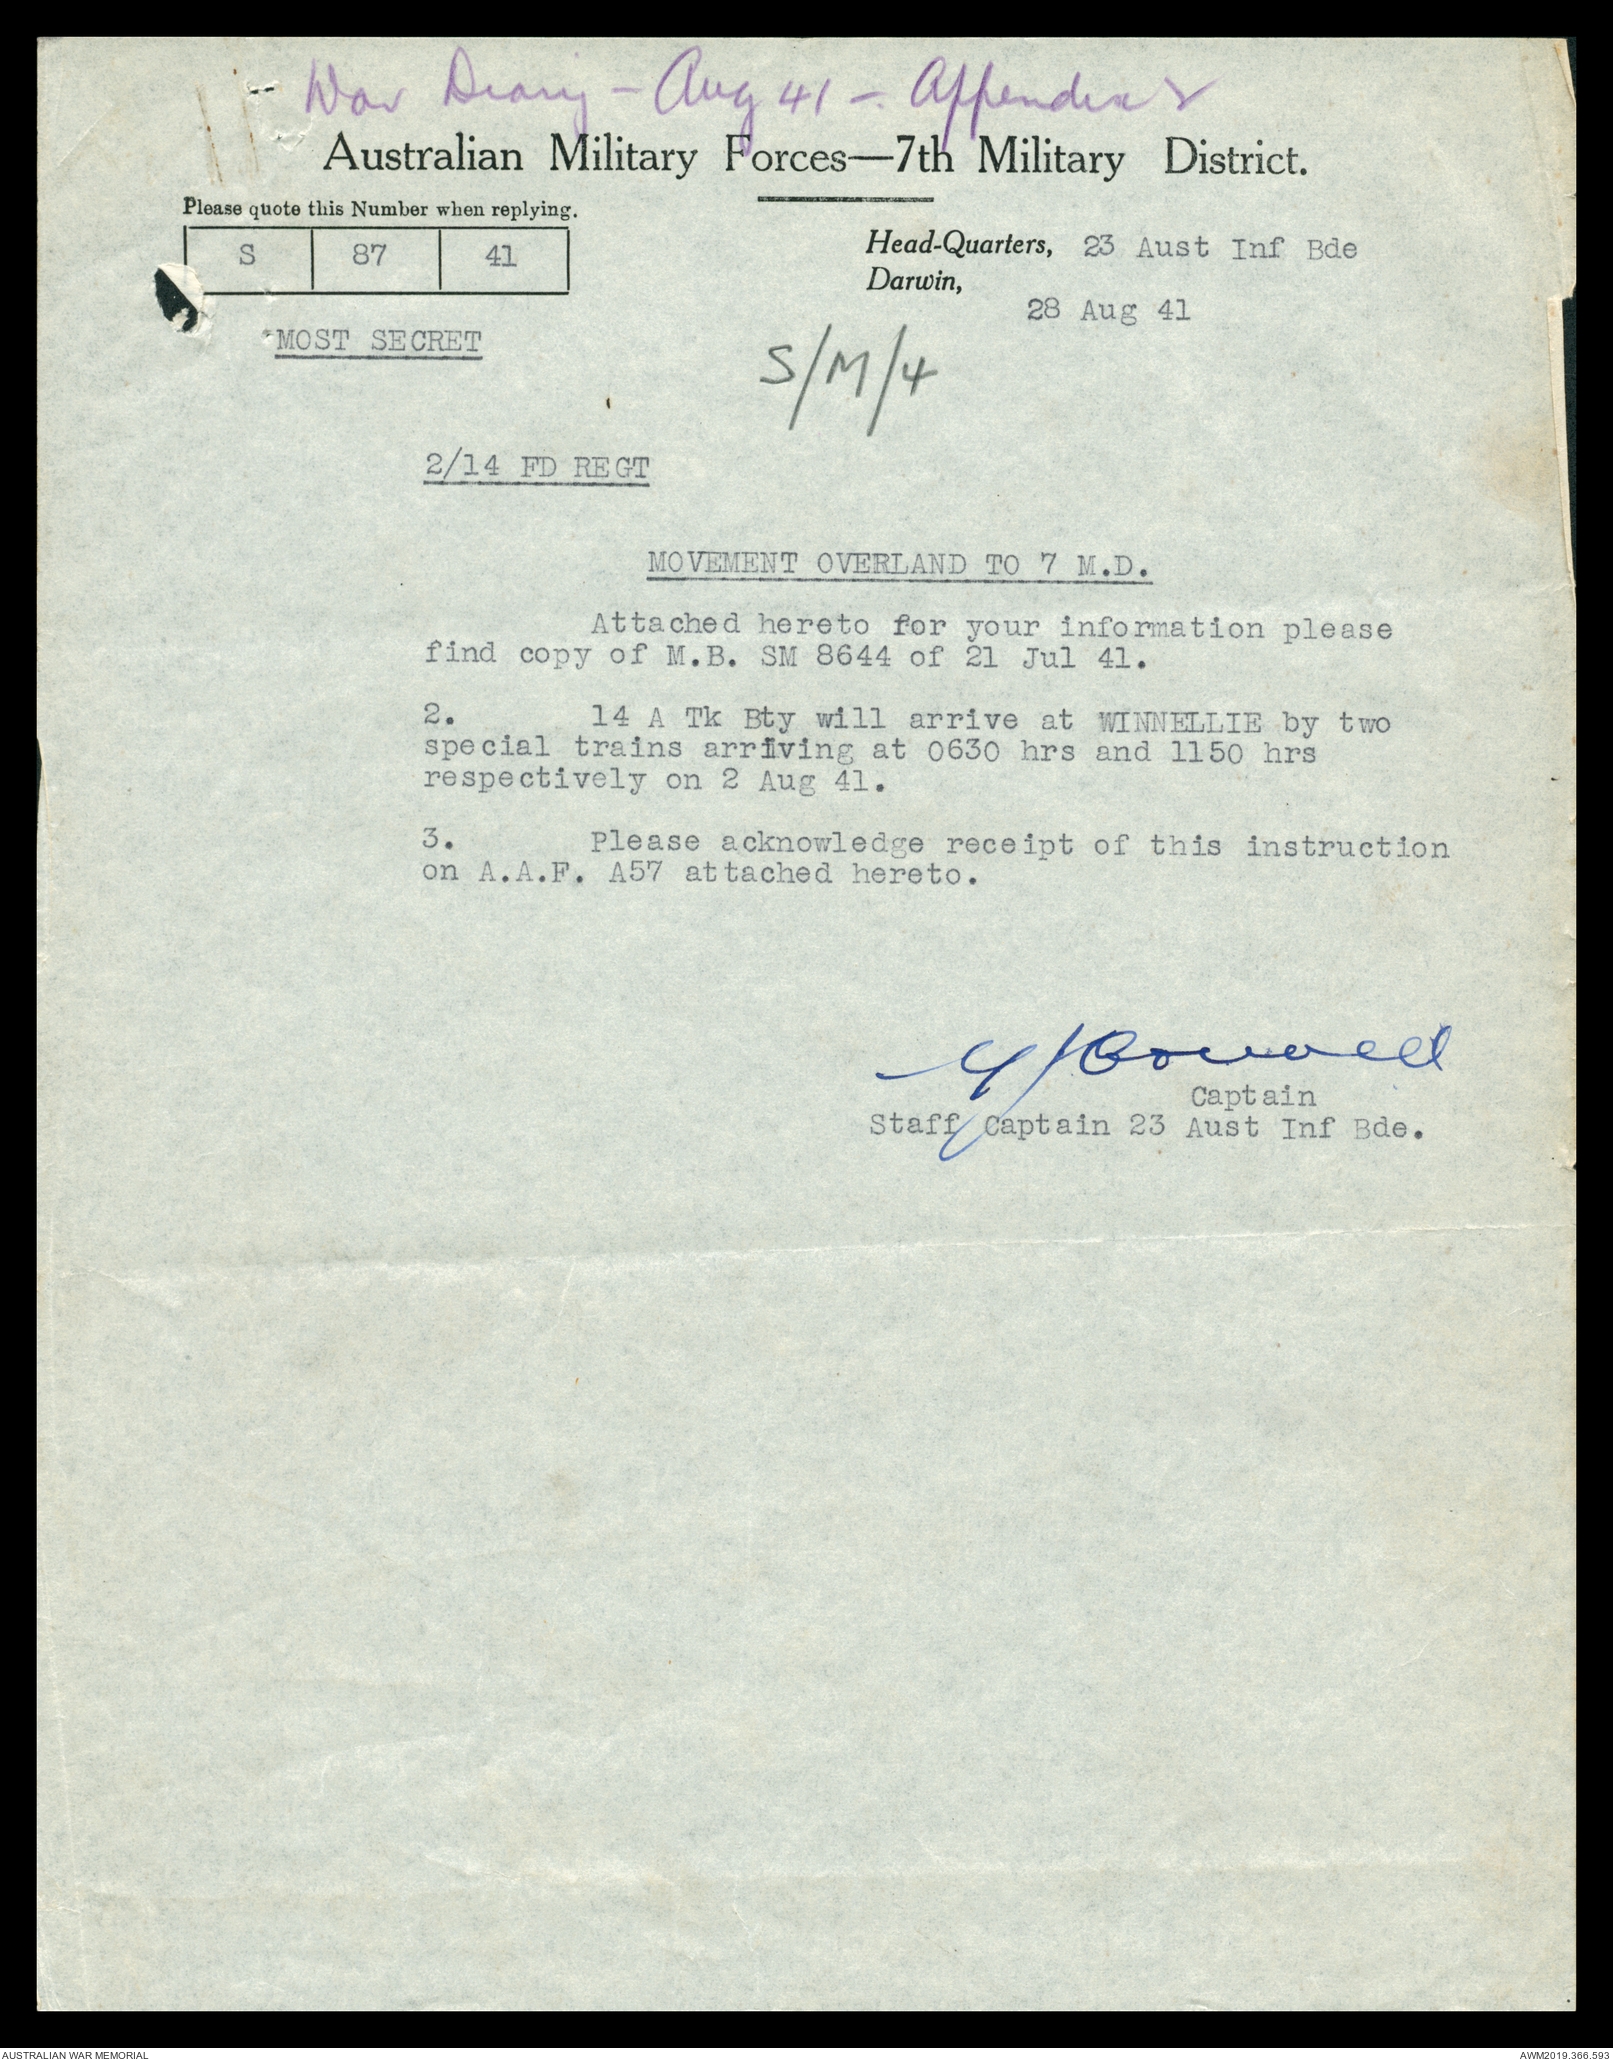 War Diary - Aug 41 - Appendix
Australian Military Forces—7th Military District.
Please quote this Number when replying.
S 87 41
Head-Quarters, 23 Aust Inf Bde
Darwin,
28 Aug 41
MOST SECRET
S/M/4
2/14 FD REGT
MOVEMENT OVERLAND TO 7 M.D.
Attached hereto for your information please
find copy of M.B. SM 8644 of 21 Jul 41.
2. 14 A Tk Bty will arrive at WINNELLIE by two
special trains arriving at 0630 hrs and 1150 hrs
respectively on 2 Aug 41.
3. Please acknowledge receipt of this instruction
on A.A.F. A57 attached hereto.
Captain
Staff Captain 23 Aust Inf Bde.
AUSTRALIAN WAR MEMORIAL
AWM2019.366.593